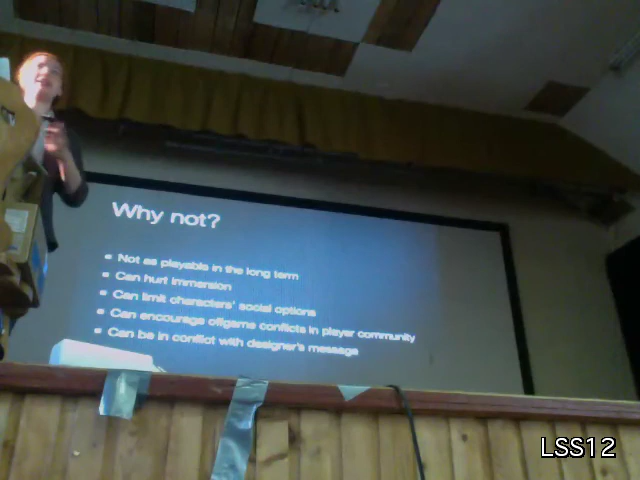 Why not?
Not as playable in the long term
Can hurt immersion
Can limit characters' social options
Can encourage offgame conflicts in player community
Can be in conflict with designer's message
LSS12